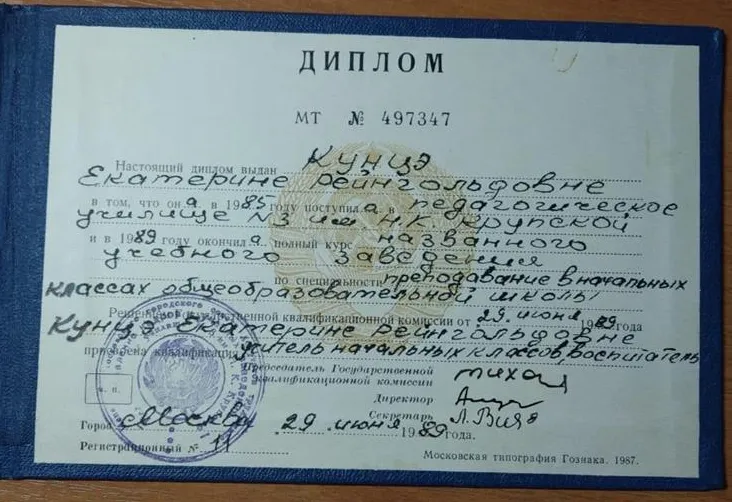 ДИПЛОМ
МТ № 497347
Настоящий диплом выдан Кунцэ
Екатерине Рейнгольдовне
в том, что она в 1985 году поступила в педагогическое
училище №3 им НК Крупской
и в 1989 году окончила полный курс названного
учебного заведения
по специальности преподавание в начальных
классах общеобразовательной школы
Решением Государственной квалификационной комиссии от 29 июня 1989 года
Кунцэ Екатерине Рейнгольдовне
присвоена квалификация учитель начальных классов, воспитатель
Председатель Государственной
квалификационной комиссии
Директор
Секретарь
м. п.
Город Москва 29 июня 1989 года.
Регистрационный № 11
Московская типография Гознака. 1987.